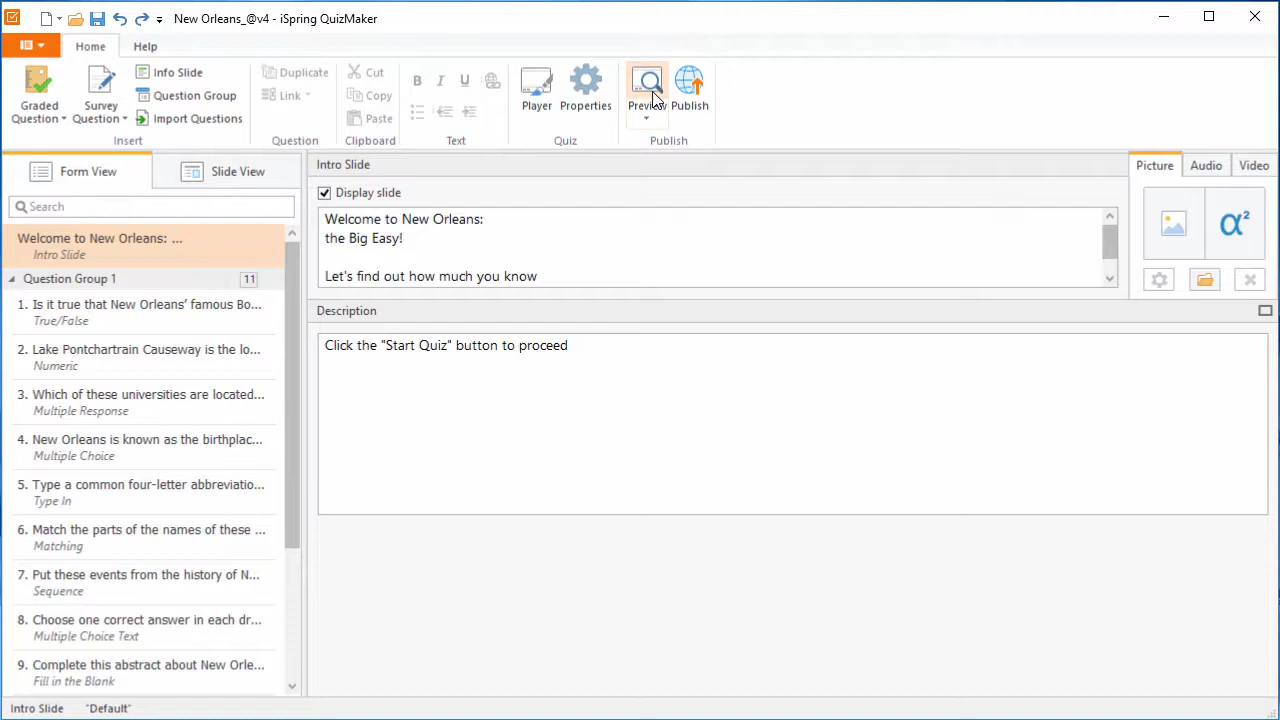 New Orleans_@v4 - iSpring QuizMaker
Home
Help
Graded
Question
Survey
Question
Info Slide
Question Group
Import Questions
Insert
Duplicate
Link
Question
Cut
Copy
Paste
Clipboard
B I U
Text
Player
Properties
Quiz
Preview
Publish
Publish
Form View
Slide View
Search
Welcome to New Orleans: ...
Intro Slide
Question Group 1
11
1. Is it true that New Orleans’ famous Bo...
True/False
2. Lake Pontchartrain Causeway is the lo...
Numeric
3. Which of these universities are located...
Multiple Response
4. New Orleans is known as the birthplac...
Multiple Choice
5. Type a common four-letter abbreviatio...
Type In
6. Match the parts of the names of these ...
Matching
7. Put these events from the history of N...
Sequence
8. Choose one correct answer in each dr...
Multiple Choice Text
9. Complete this abstract about New Orle...
Fill in the Blank
Intro Slide
Display slide
Welcome to New Orleans:
the Big Easy!
Let's find out how much you know
Description
Click the "Start Quiz" button to proceed
Picture
Audio
Video
α²
Intro Slide
"Default"